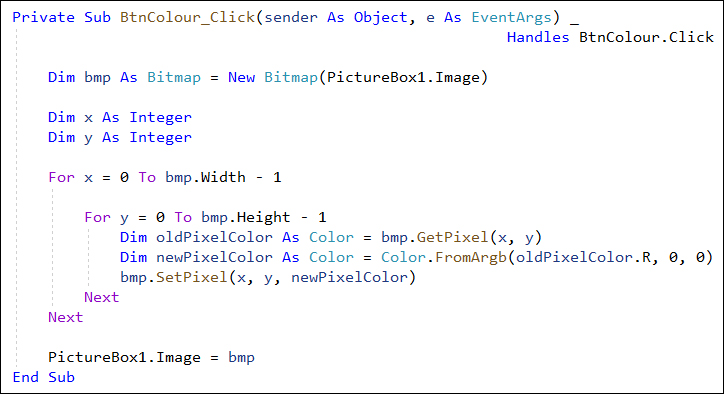 Private Sub BtnColour_Click(sender As Object, e As EventArgs) _
Handles BtnColour.Click
Dim bmp As Bitmap = New Bitmap(PictureBox1.Image)
Dim x As Integer
Dim y As Integer
For x = 0 To bmp.Width - 1
For y = 0 To bmp.Height - 1
Dim oldPixelColor As Color = bmp.GetPixel(x, y)
Dim newPixelColor As Color = Color.FromArgb(oldPixelColor.R, 0, 0)
bmp.SetPixel(x, y, newPixelColor)
Next
Next
PictureBox1.Image = bmp
End Sub